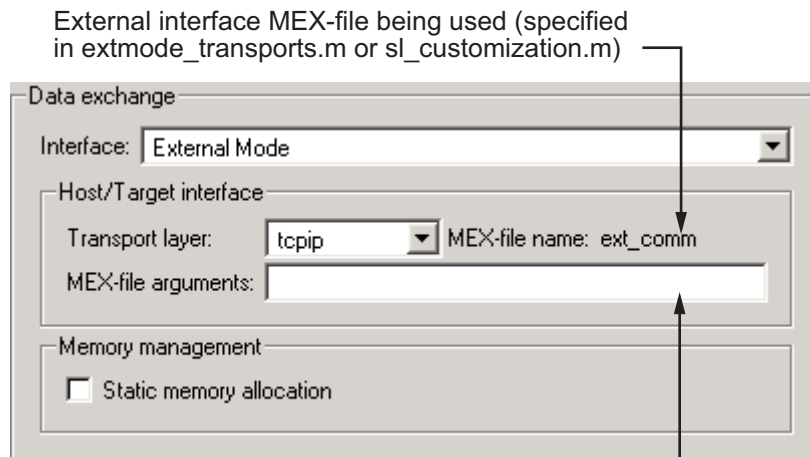 External interface MEX-file being used (specified
in extmode_transports.m or sl_customization.m)
Data exchange
Interface: External Mode
Host/Target interface
Transport layer: tcpip MEX-file name: ext_comm
MEX-file arguments:
Memory management
Static memory allocation